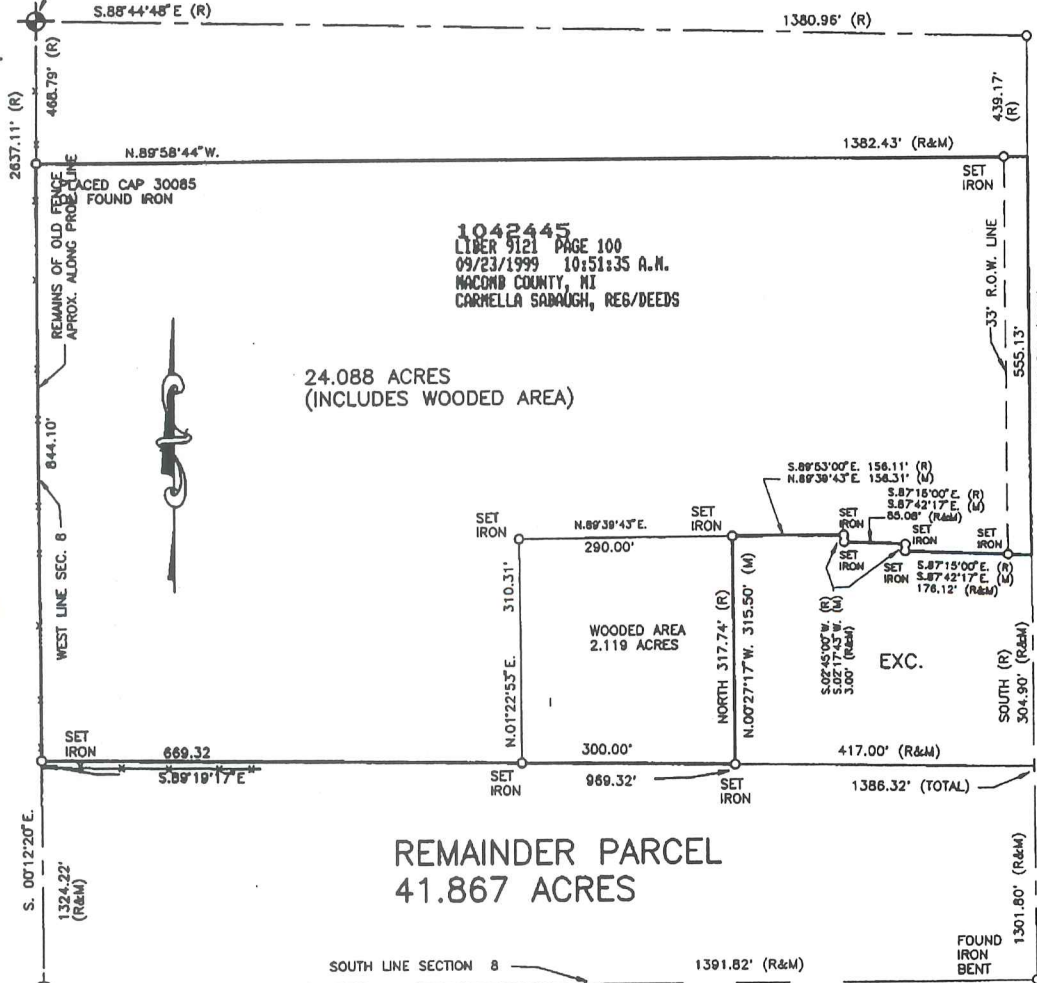 S.88°44'48"E (R)
1380.96' (R)
2637.11' (R)
468.79' (R)
439.17'
(R)
N.89°58'44"W.
1382.43' (R&M)
PLACED CAP 30085
FOUND IRON
SET
IRON
REMAINS OF OLD FENCE
APROX. ALONG PROP. LINE
1042445
LIBER 9121 PAGE 100
09/23/1999 10:51:35 A.M.
MACOMB COUNTY, MI
CARMELLA SABAUGH, REG/DEEDS
33' R.O.W. LINE
555.13'
24.088 ACRES
(INCLUDES WOODED AREA)
844.10'
WEST LINE SEC. 8
S.89°53'00"E. 156.11' (R)
N.89°39'43"E. 156.31' (M)
S.87°15'00"E. (R)
S.87°42'17"E. (M)
85.08' (R&M)
SET
IRON
N.89°39'43"E.
290.00'
SET
IRON
SET
IRON
SET
IRON
SET
IRON
SET
IRON
SET
IRON
S.87°15'00"E. (R)
S.87°42'17"E. (M)
176.12' (R&M)
310.31'
N.01°22'53"E.
WOODED AREA
2.119 ACRES
NORTH 317.74' (R)
N.00°27'17"W. 315.50' (M)
S.02°45'00"W. (R)
S.02°17'43"W. (M)
3.00' (R&M)
EXC.
SOUTH (R)
304.90' (R&M)
SET
IRON
669.32
S.89°19'17"E
300.00'
417.00' (R&M)
SET
IRON
969.32'
SET
IRON
1386.32' (TOTAL)
S. 00°12'20"E.
1324.22'
(R&M)
REMAINDER PARCEL
41.867 ACRES
1301.80' (R&M)
FOUND
IRON
BENT
SOUTH LINE SECTION 8
1391.82' (R&M)